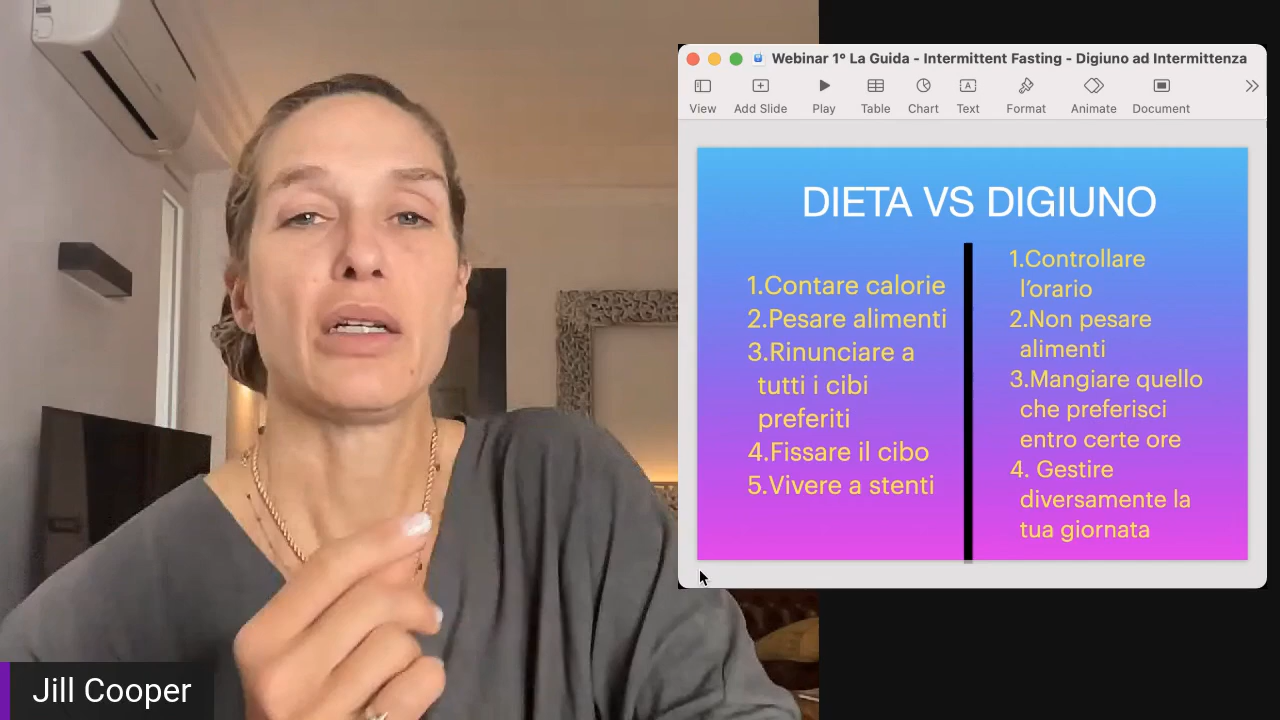 Webinar 1° La Guida - Intermittent Fasting - Digiuno ad Intermittenza
View
Add Slide
Play
Table
Chart
Text
Format
Animate
Document
DIETA VS DIGIUNO
1.Contare calorie
2.Pesare alimenti
3.Rinunciare a
tutti i cibi
preferiti
4.Fissare il cibo
5.Vivere a stenti
1.Controllare
l’orario
2.Non pesare
alimenti
3.Mangiare quello
che preferisci
entro certe ore
4. Gestire
diversamente la
tua giornata
Jill Cooper